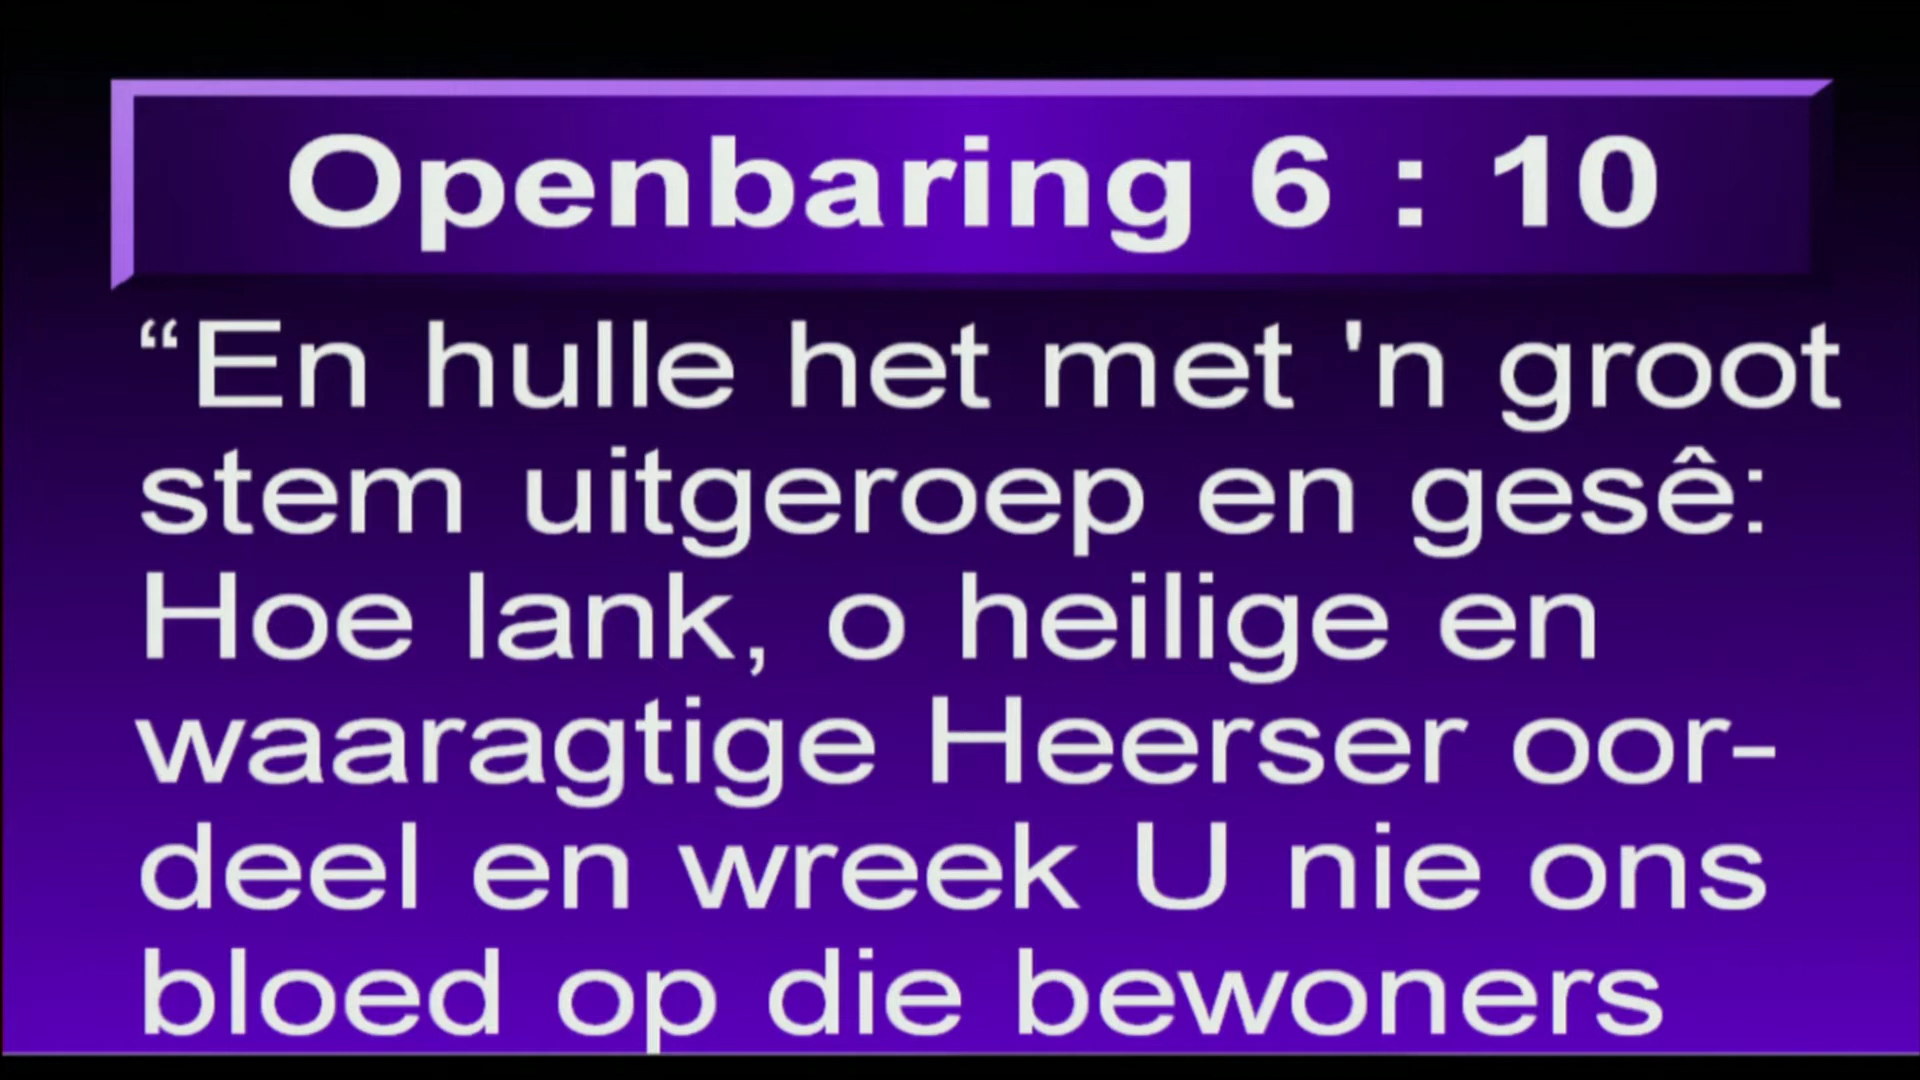 Openbaring 6 : 10
“En hulle het met 'n groot
stem uitgeroep en gesê:
Hoe lank, o heilige en
waaragtige Heerser oor-
deel en wreek U nie ons
bloed op die bewoners